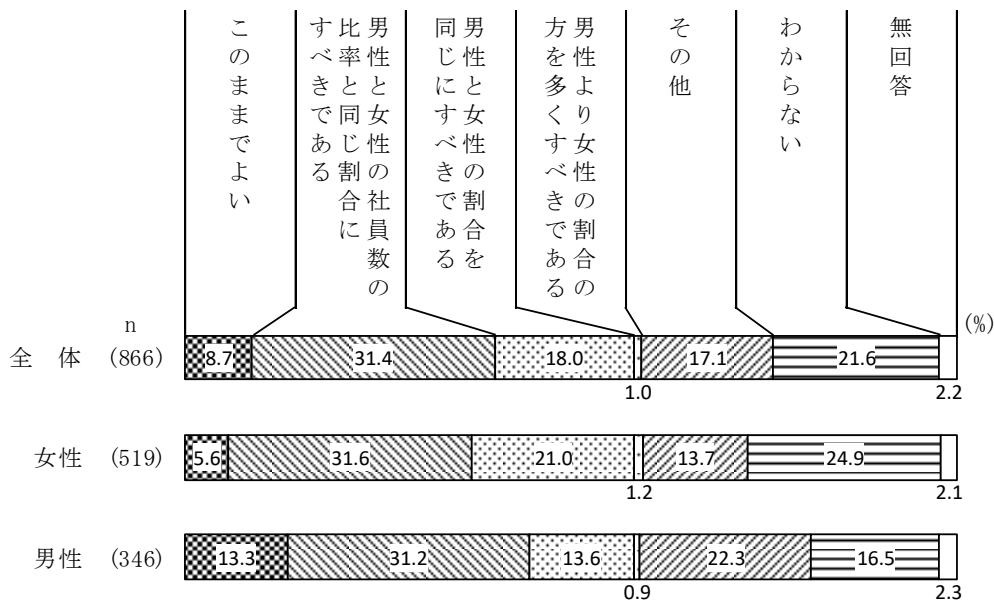 このままでよい
男性と女性の社員数の
比率と同じ割合に
すべきである
男性と女性の割合を
同じにすべきである
男性より女性の割合の
方を多くすべきである
その他
わからない
無回答
n
(%)
全 体 (866) 8.7 31.4 18.0 17.1 21.6
1.0 2.2
女性 (519) 5.6 31.6 21.0 13.7 24.9
1.2 2.1
男性 (346) 13.3 31.2 13.6 22.3 16.5
0.9 2.3